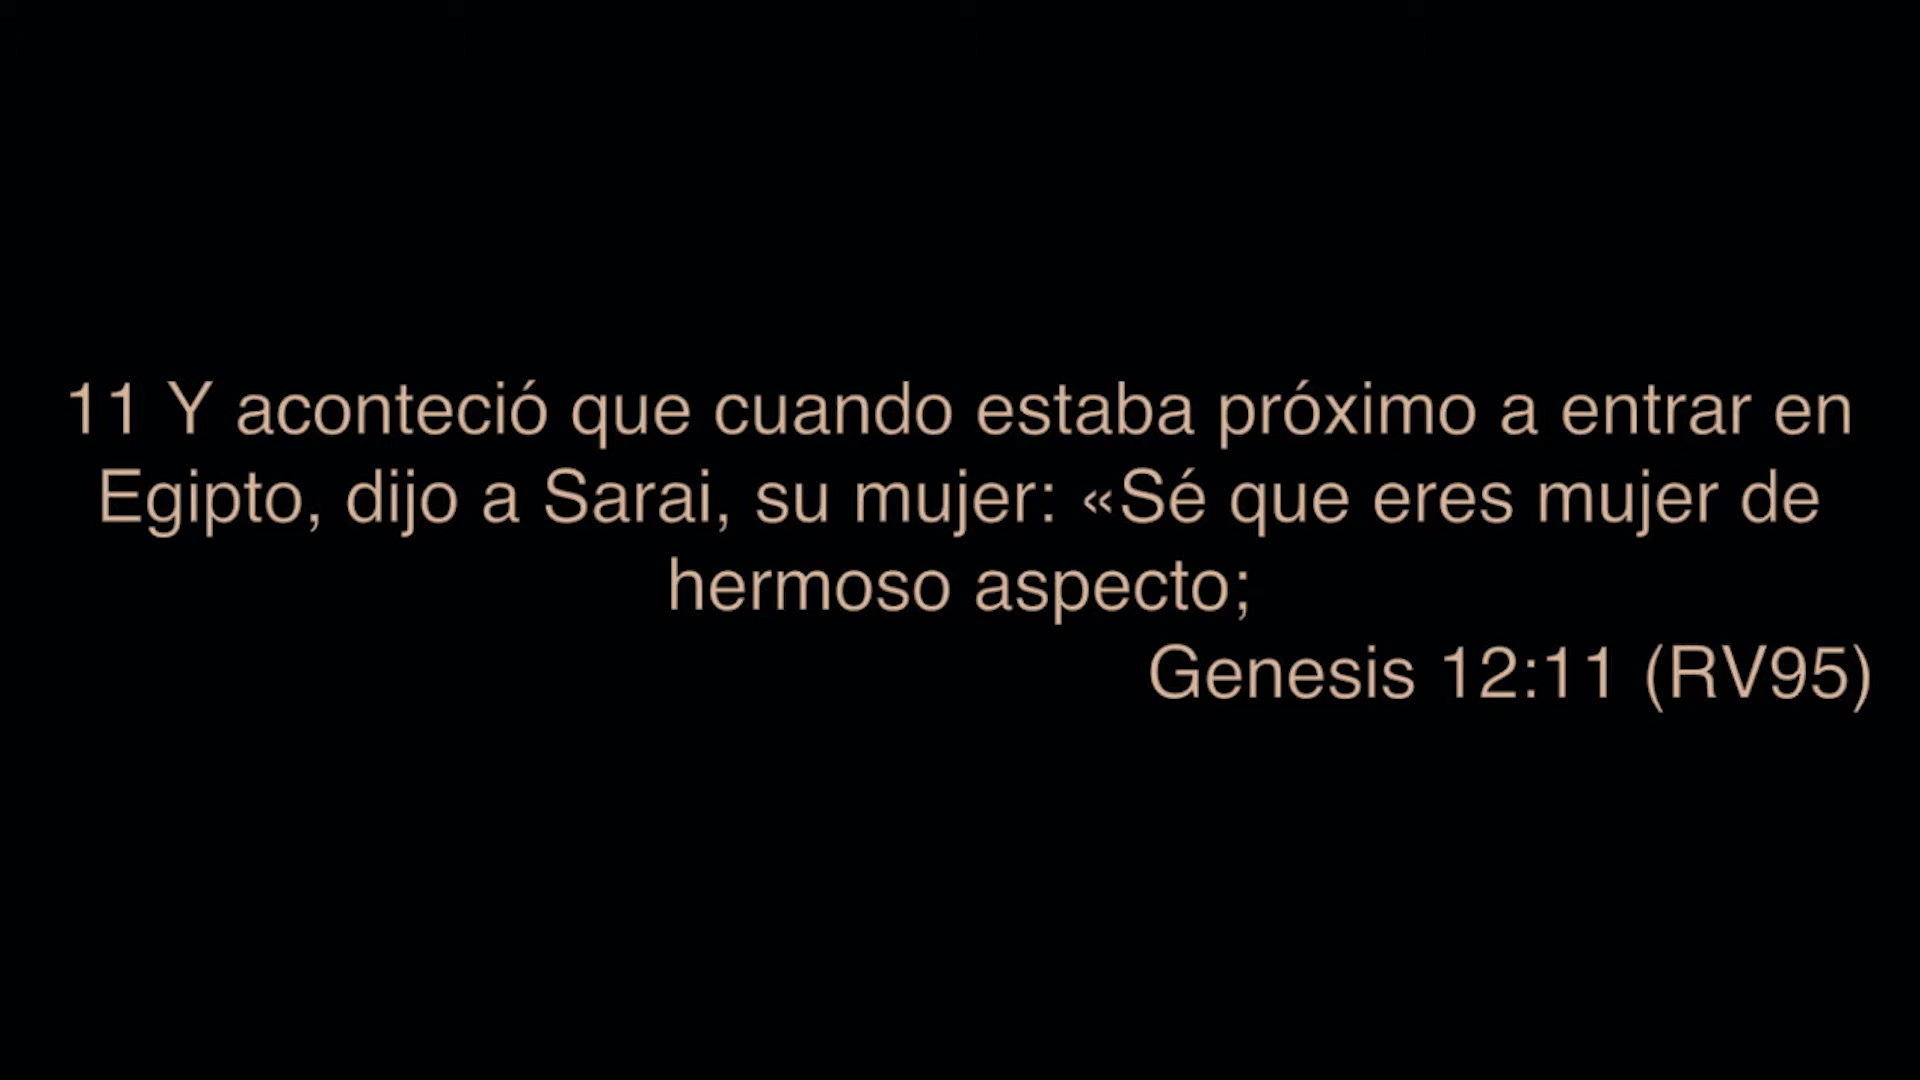 11 Y aconteció que cuando estaba próximo a entrar en
Egipto, dijo a Sarai, su mujer: «Sé que eres mujer de
hermoso aspecto;
Genesis 12:11 (RV95)